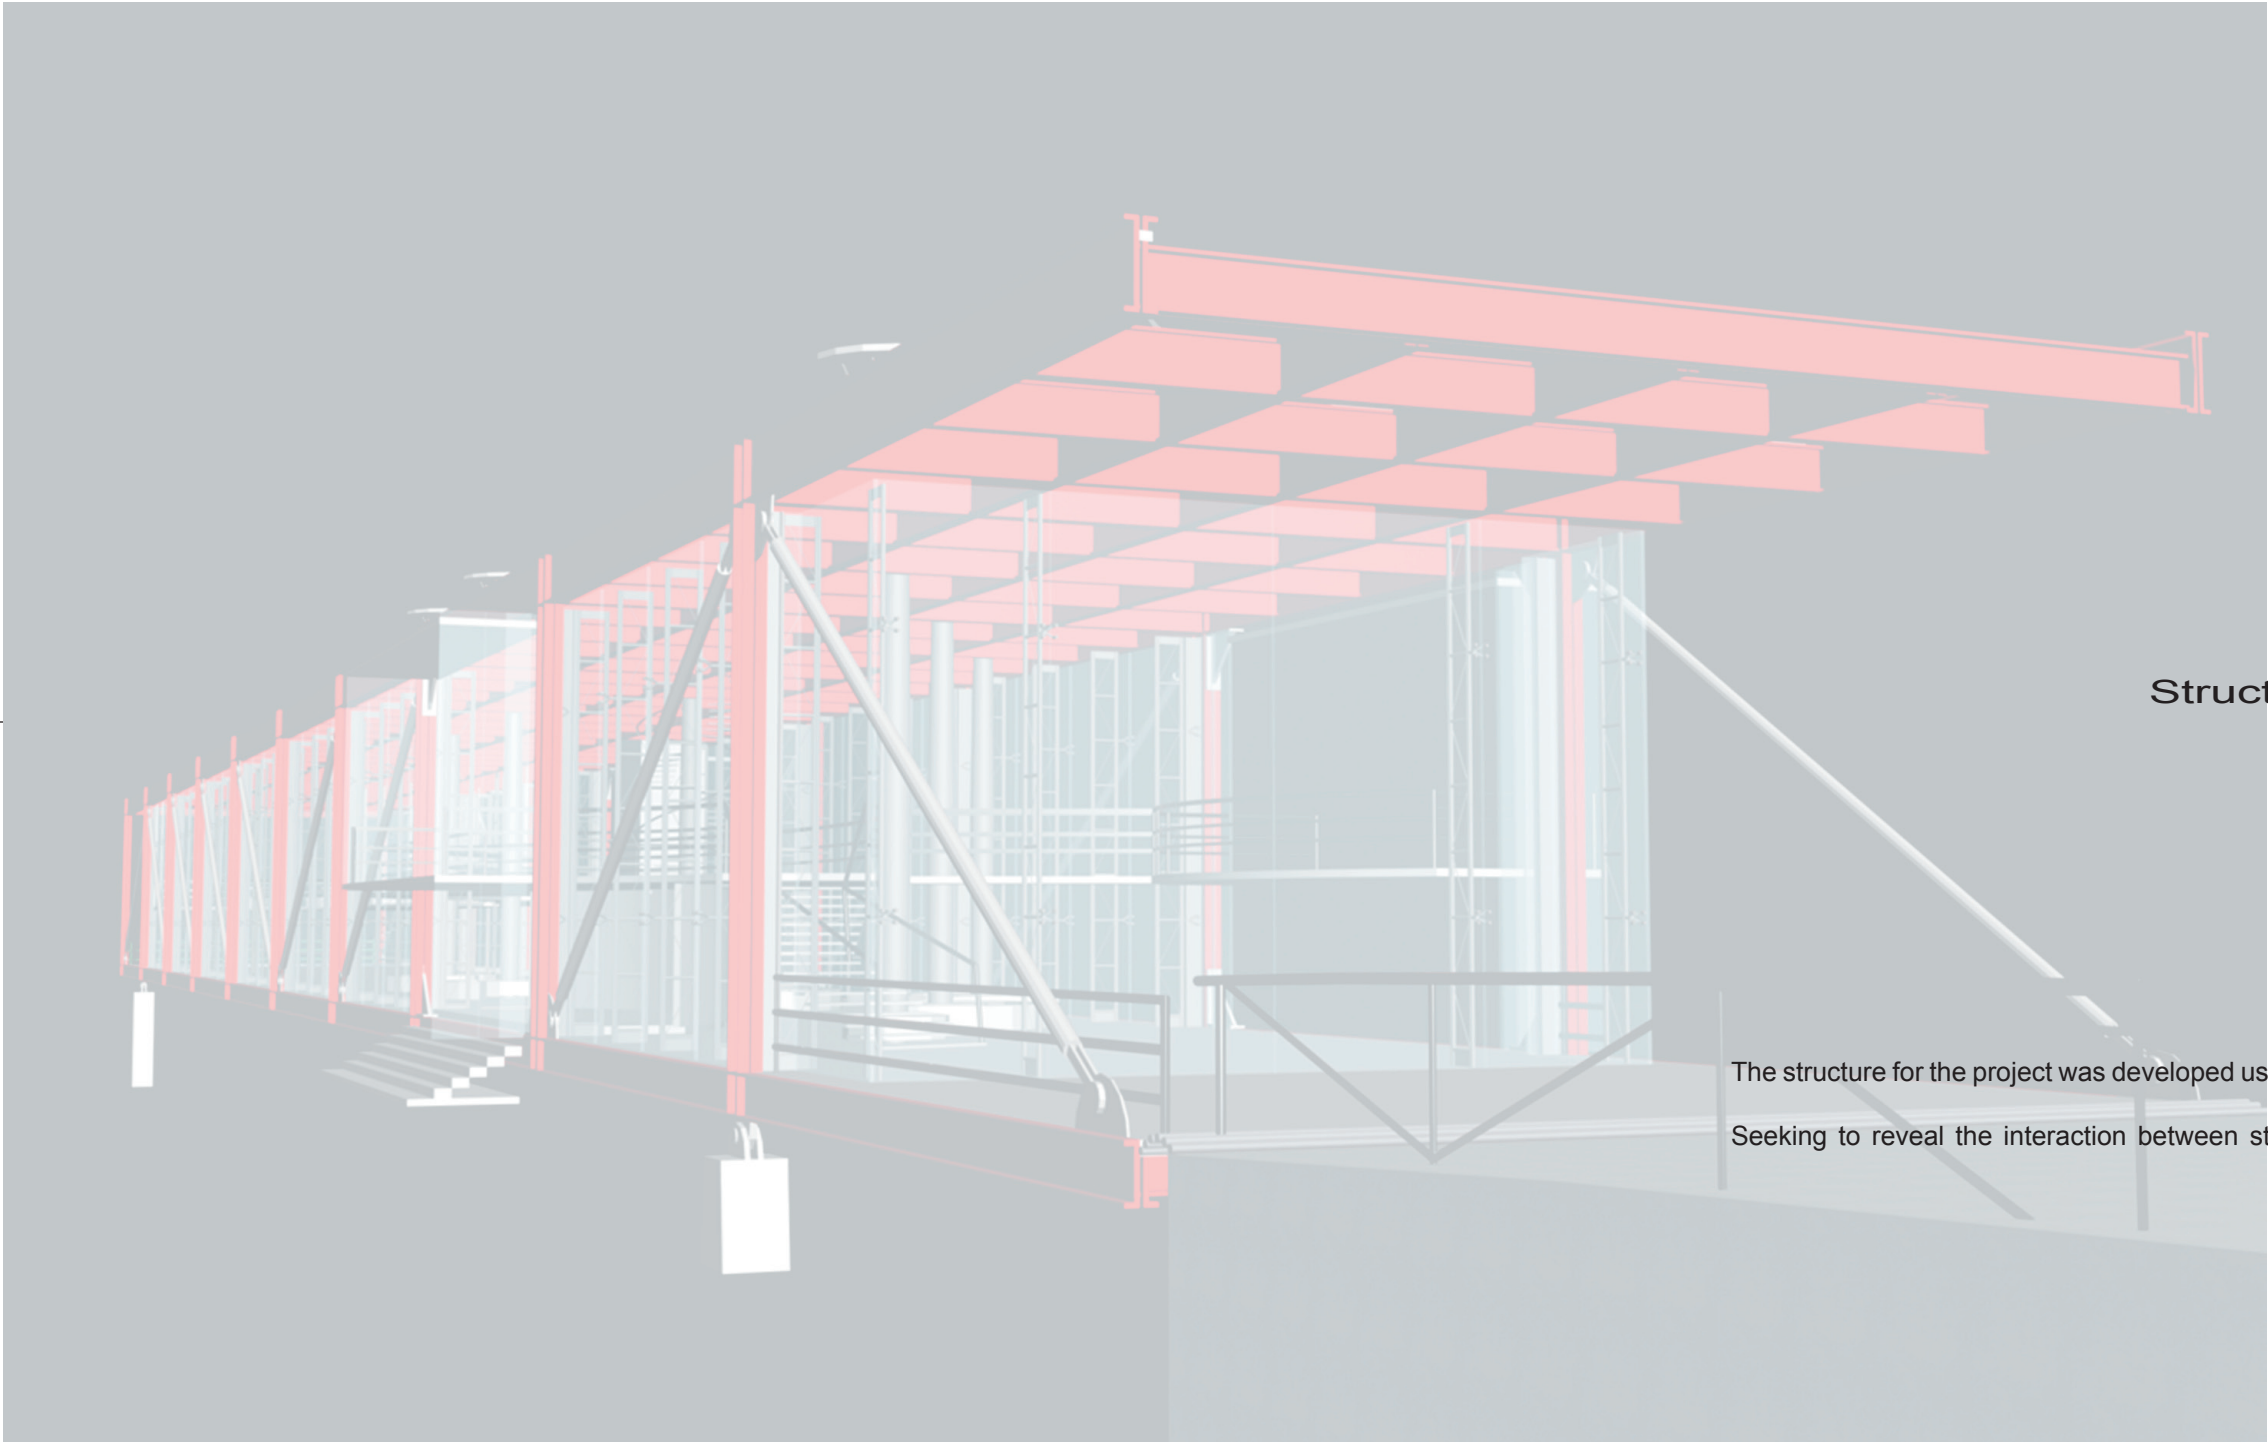 Struct
The structure for the project was developed us
Seeking to reveal the interaction between st